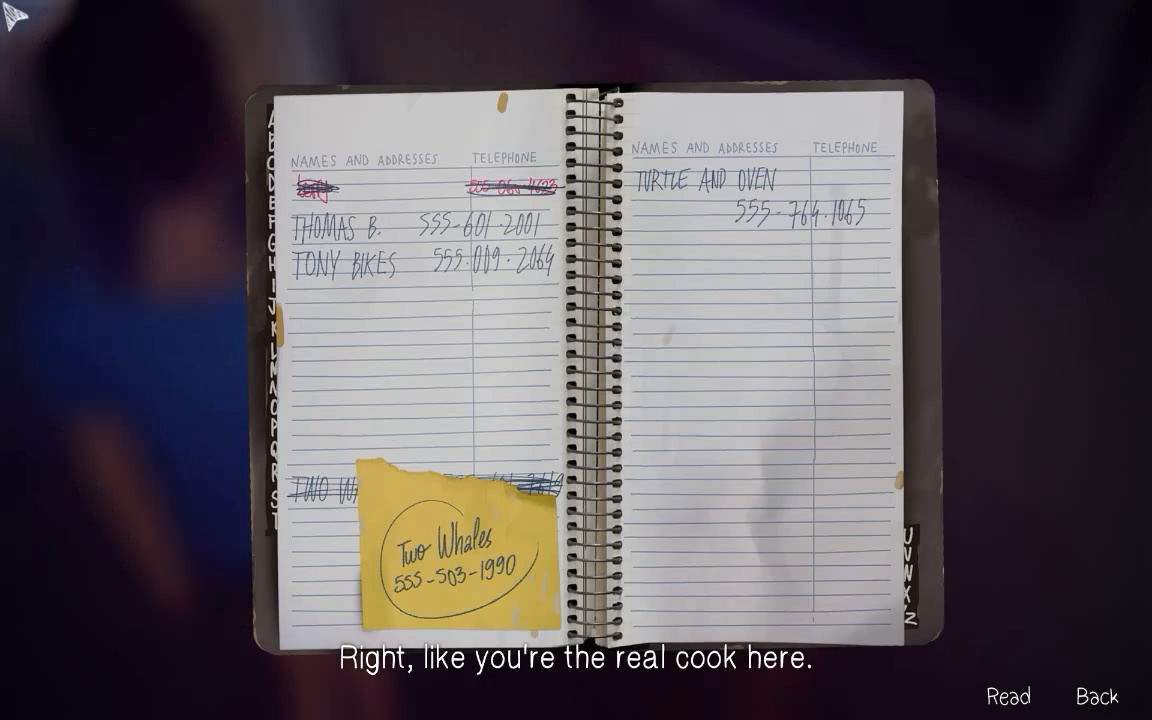 NAMES AND ADDRESSES TELEPHONE
THOMAS B. 555-601-2001
TONY BIKES 555.009.2064
TWO
Two Whales
555-503-1990
NAMES AND ADDRESSES TELEPHONE
TURTLE AND OVEN
555-764.1065
A
B
C
D
E
F
G
H
I
J
K
L
M
N
O
P
Q
R
S
T
U
V
W
X
Z
Right, like you're the real cook here.
Read Back